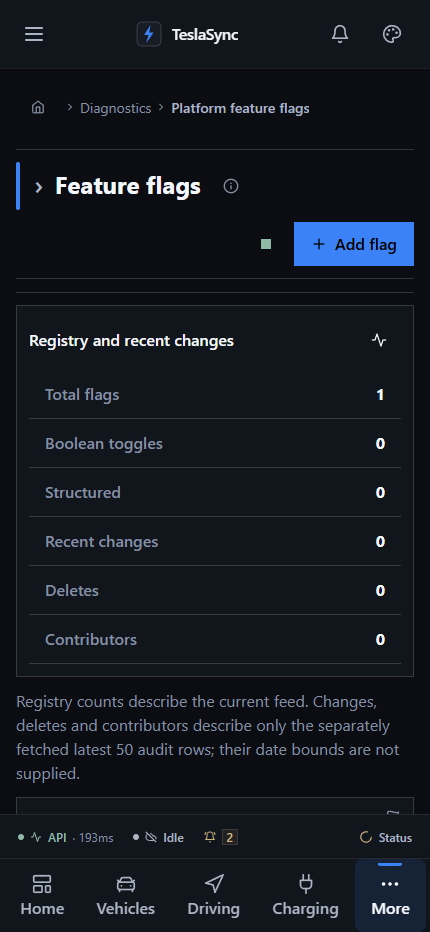 TeslaSync
Diagnostics
Platform feature flags
Feature flags
Add flag
Registry and recent changes
Total flags 1
Boolean toggles 0
Structured 0
Recent changes 0
Deletes 0
Contributors 0
Registry counts describe the current feed. Changes,
deletes and contributors describe only the separately
fetched latest 50 audit rows; their date bounds are not
supplied.
API · 193ms Idle 2 Status
Home Vehicles Driving Charging More